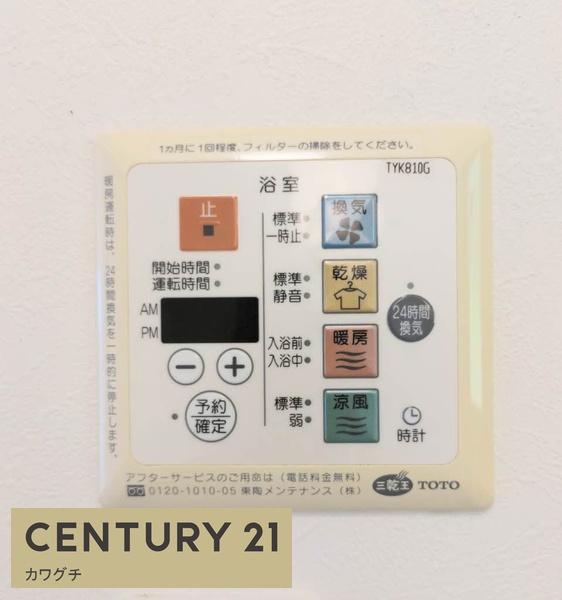 1ヵ月に1回程度、フィルターの掃除をしてください。
TYK810G
浴室
暖房運転時は、24時間換気を一時的に停止します。
止
開始時間
運転時間
AM
PM
予約
確定
標準
一時止
換気
標準
静音
乾燥
入浴前
入浴中
暖房
標準
弱
涼風
24時間
換気
時計
アフターサービスのご用命は(電話料金無料)
0120-1010-05 東陶メンテナンス(株)
三乾王 TOTO
CENTURY 21
カワグチ